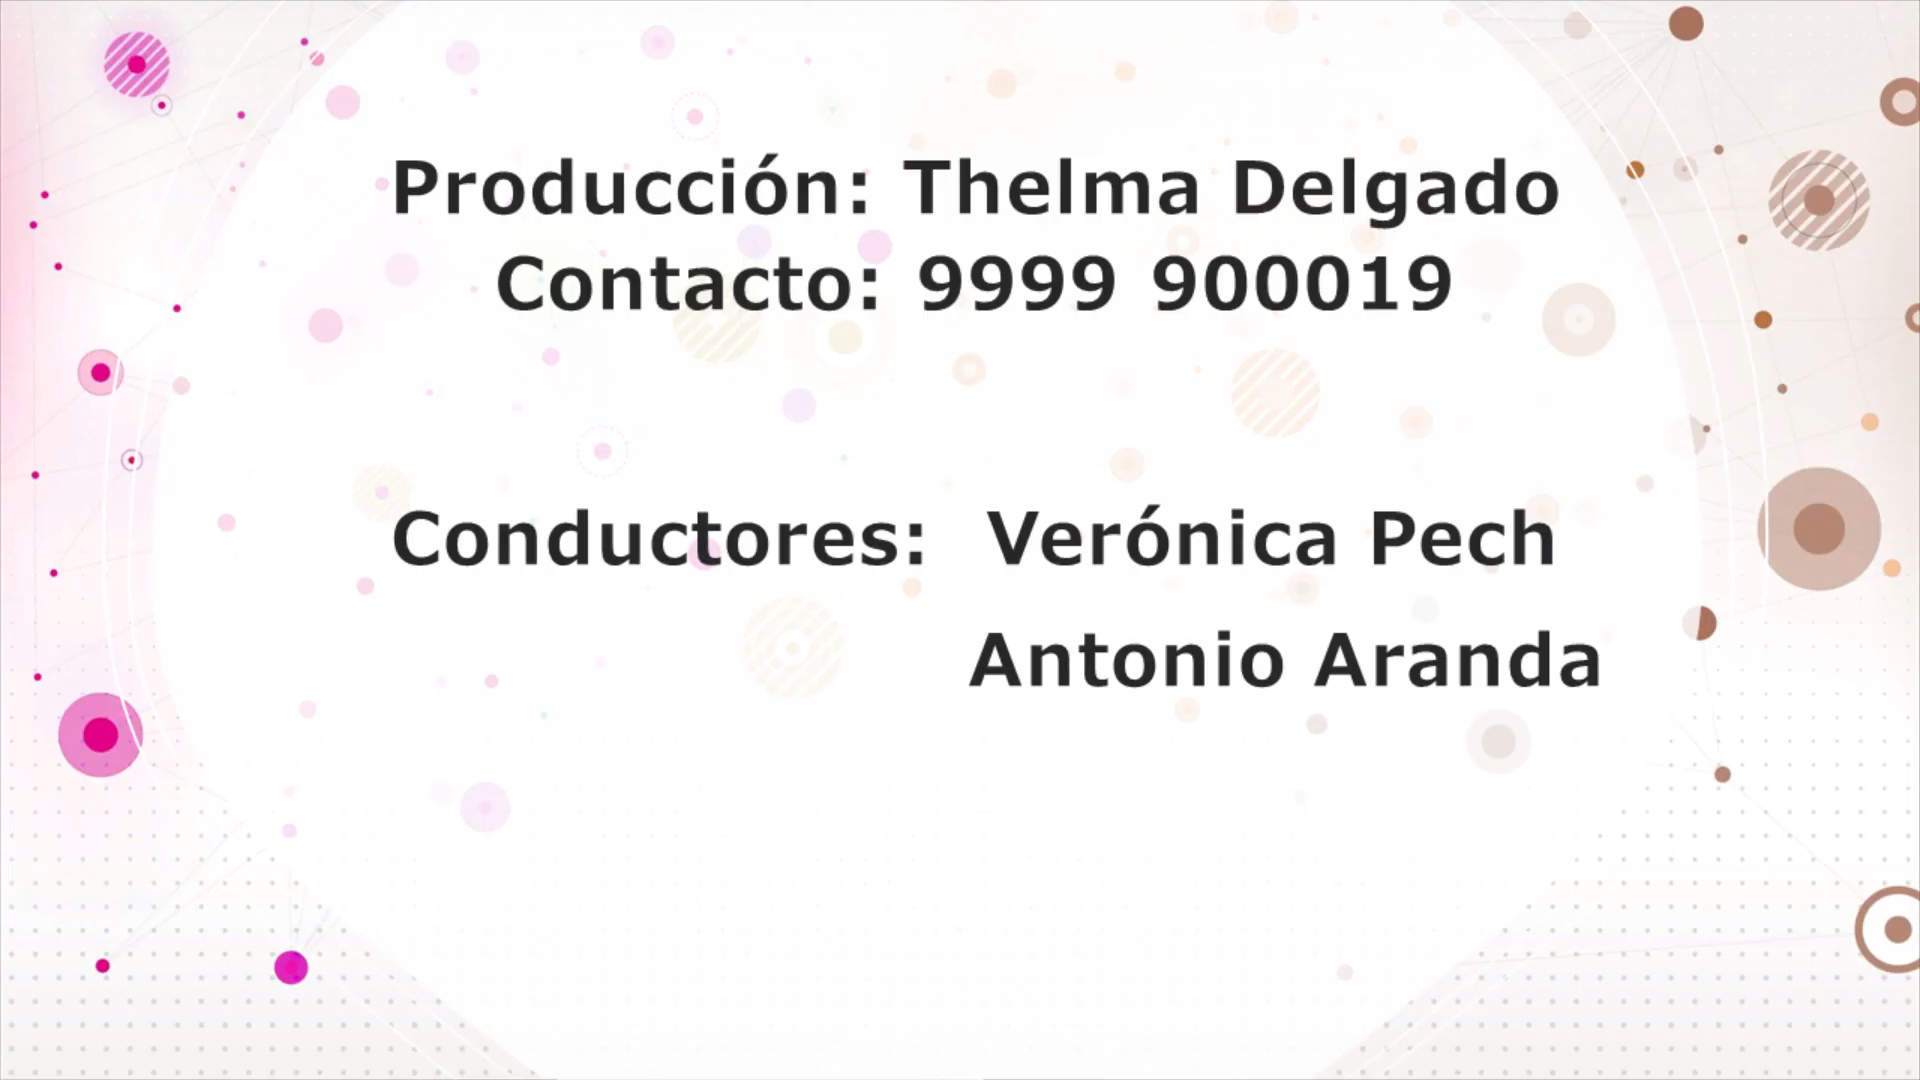 Producción: Thelma Delgado
Contacto: 9999 900019
Conductores: Verónica Pech
Antonio Aranda